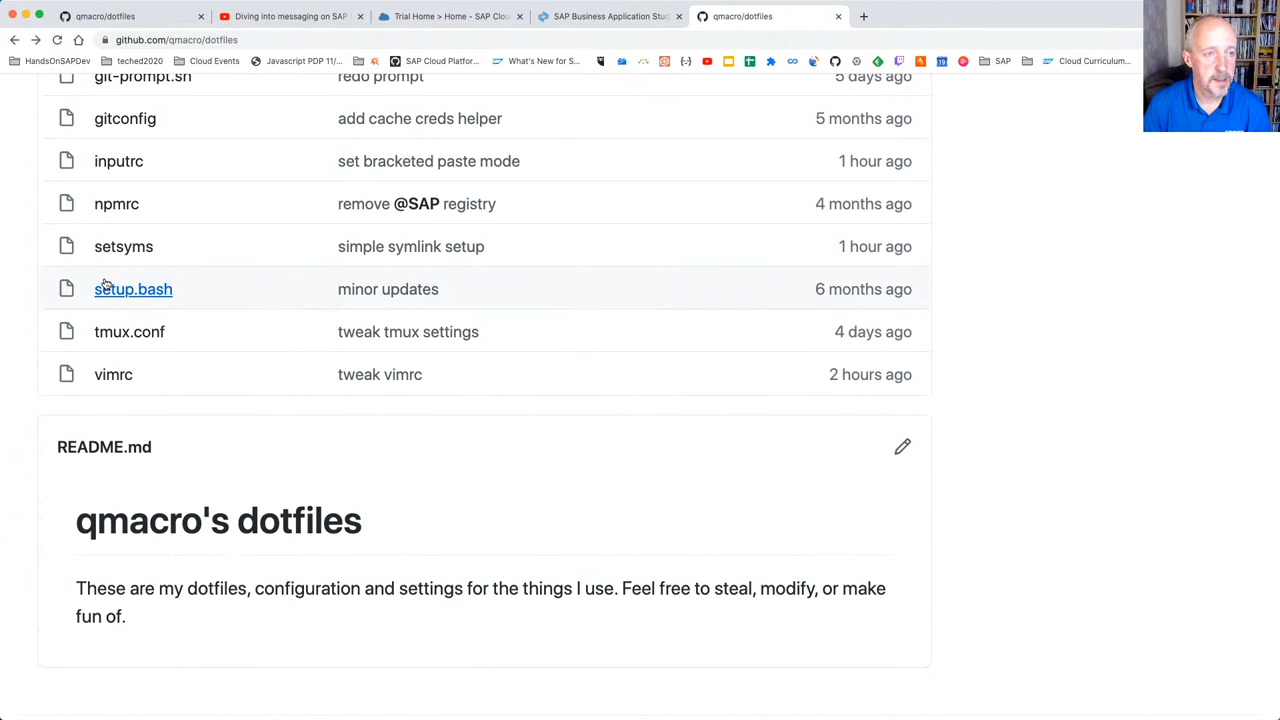 qmacro/dotfiles
Diving into messaging on SAP
Trial Home > Home - SAP Clou
SAP Business Application Stud
qmacro/dotfiles
github.com/qmacro/dotfiles
HandsOnSAPDev
teched2020
Cloud Events
Javascript PDP 11/...
SAP Cloud Platfor...
What's New for S...
SAP
Cloud Curriculum...
git-prompt.sh redo prompt 5 days ago
gitconfig add cache creds helper 5 months ago
inputrc set bracketed paste mode 1 hour ago
npmrc remove @SAP registry 4 months ago
setsyms simple symlink setup 1 hour ago
setup.bash minor updates 6 months ago
tmux.conf tweak tmux settings 4 days ago
vimrc tweak vimrc 2 hours ago
README.md
qmacro's dotfiles
These are my dotfiles, configuration and settings for the things I use. Feel free to steal, modify, or make
fun of.